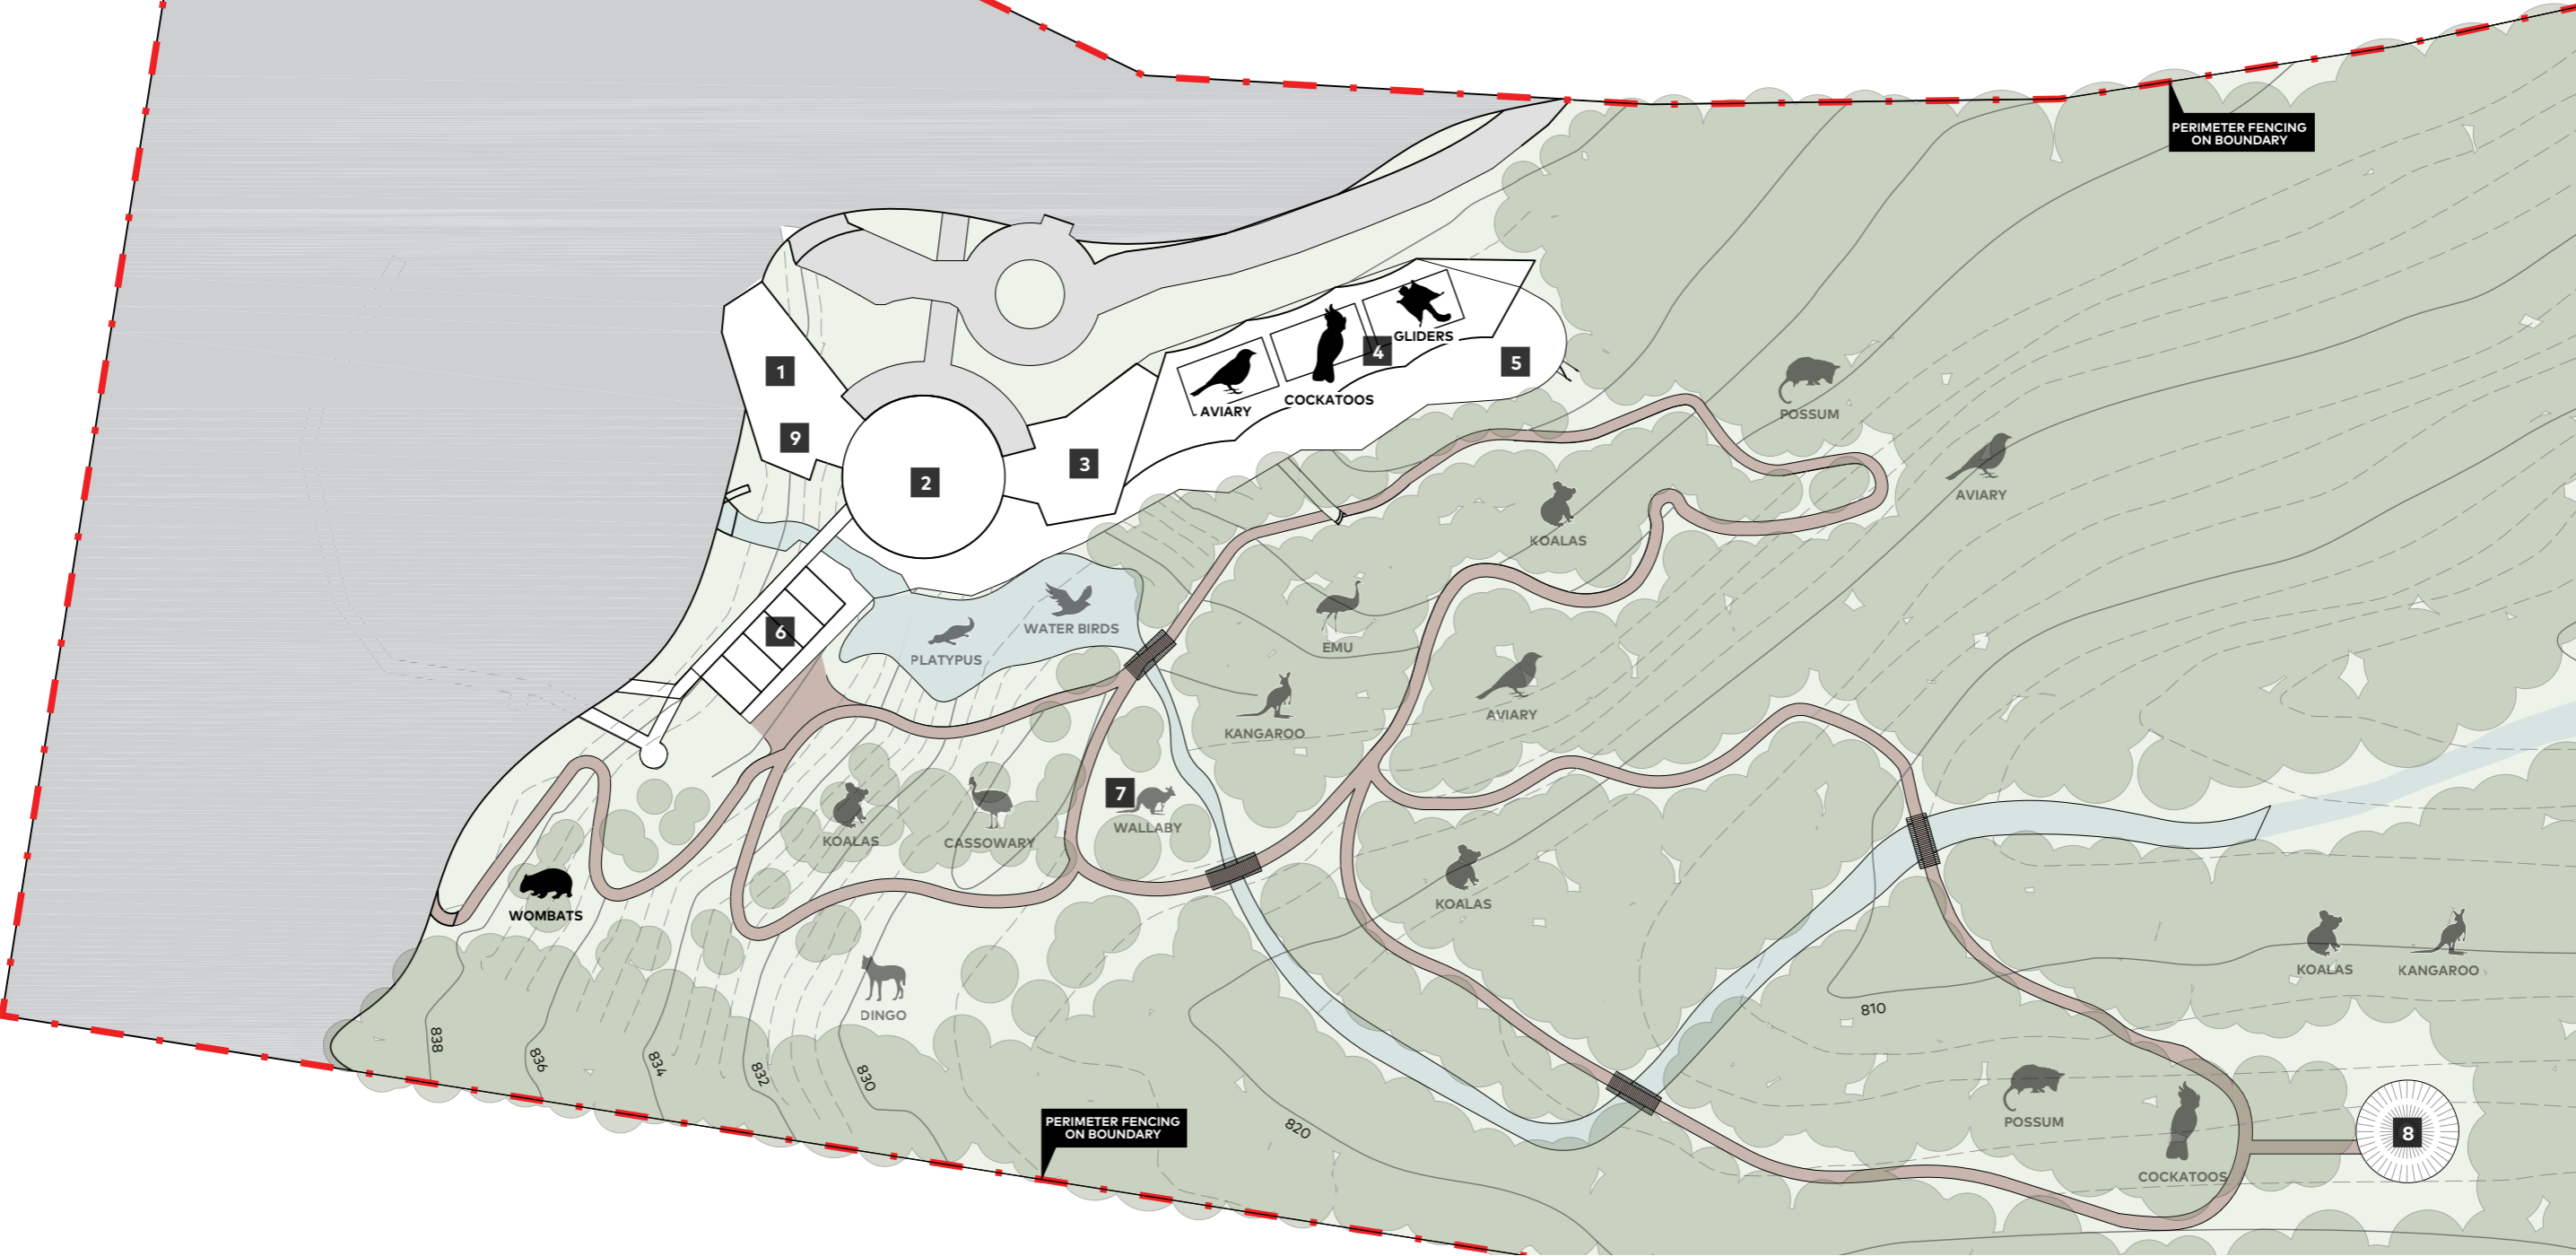 PERIMETER FENCING
ON BOUNDARY
GLIDERS
4
5
1
COCKATOOS
AVIARY
POSSUM
9
3
2
AVIARY
KOALAS
6
WATER BIRDS
EMU
PLATYPUS
AVIARY
KANGAROO
7
WALLABY
KOALAS
CASSOWARY
KOALAS
WOMBATS
KOALAS
KANGAROO
DINGO
810
838
836
834
832
830
POSSUM
820
PERIMETER FENCING
ON BOUNDARY
8
COCKATOOS